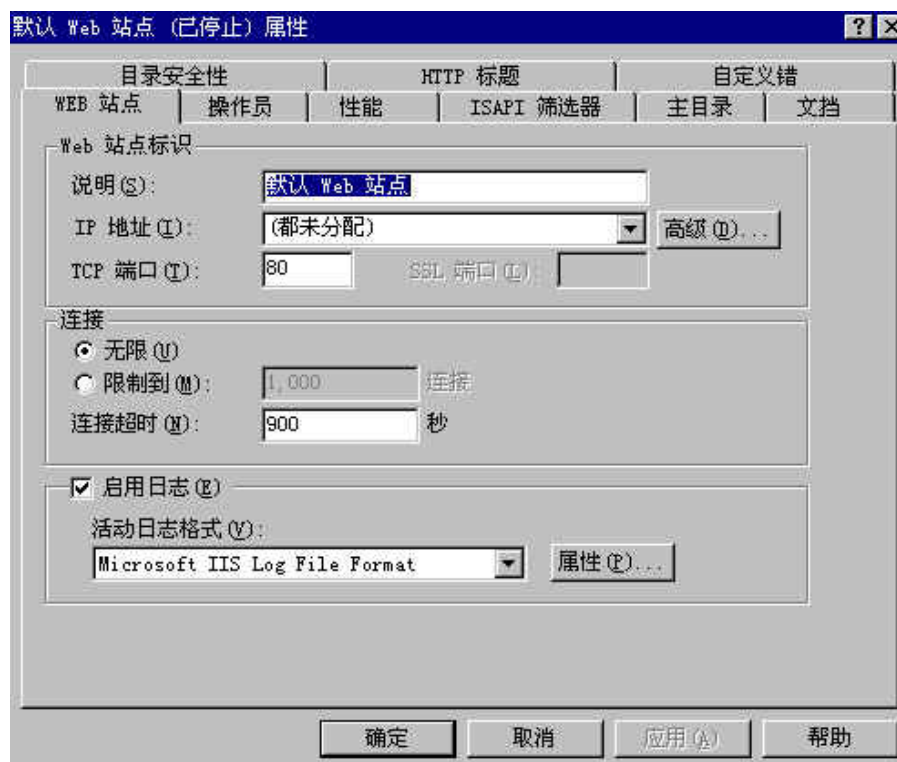 默认 Web 站点 (已停止) 属性
目录安全性 HTTP 标题 自定义错
WEB 站点 操作员 性能 ISAPI 筛选器 主目录 文档
Web 站点标识
说明(S): 默认 Web 站点
IP 地址(I): (都未分配) 高级(D)...
TCP 端口(T): 80 SSL 端口(L):
连接
无限(U)
限制到(M): 1,000 连接
连接超时(N): 900 秒
启用日志(E)
活动日志格式(V):
Microsoft IIS Log File Format 属性(P)...
确定 取消 应用(A) 帮助